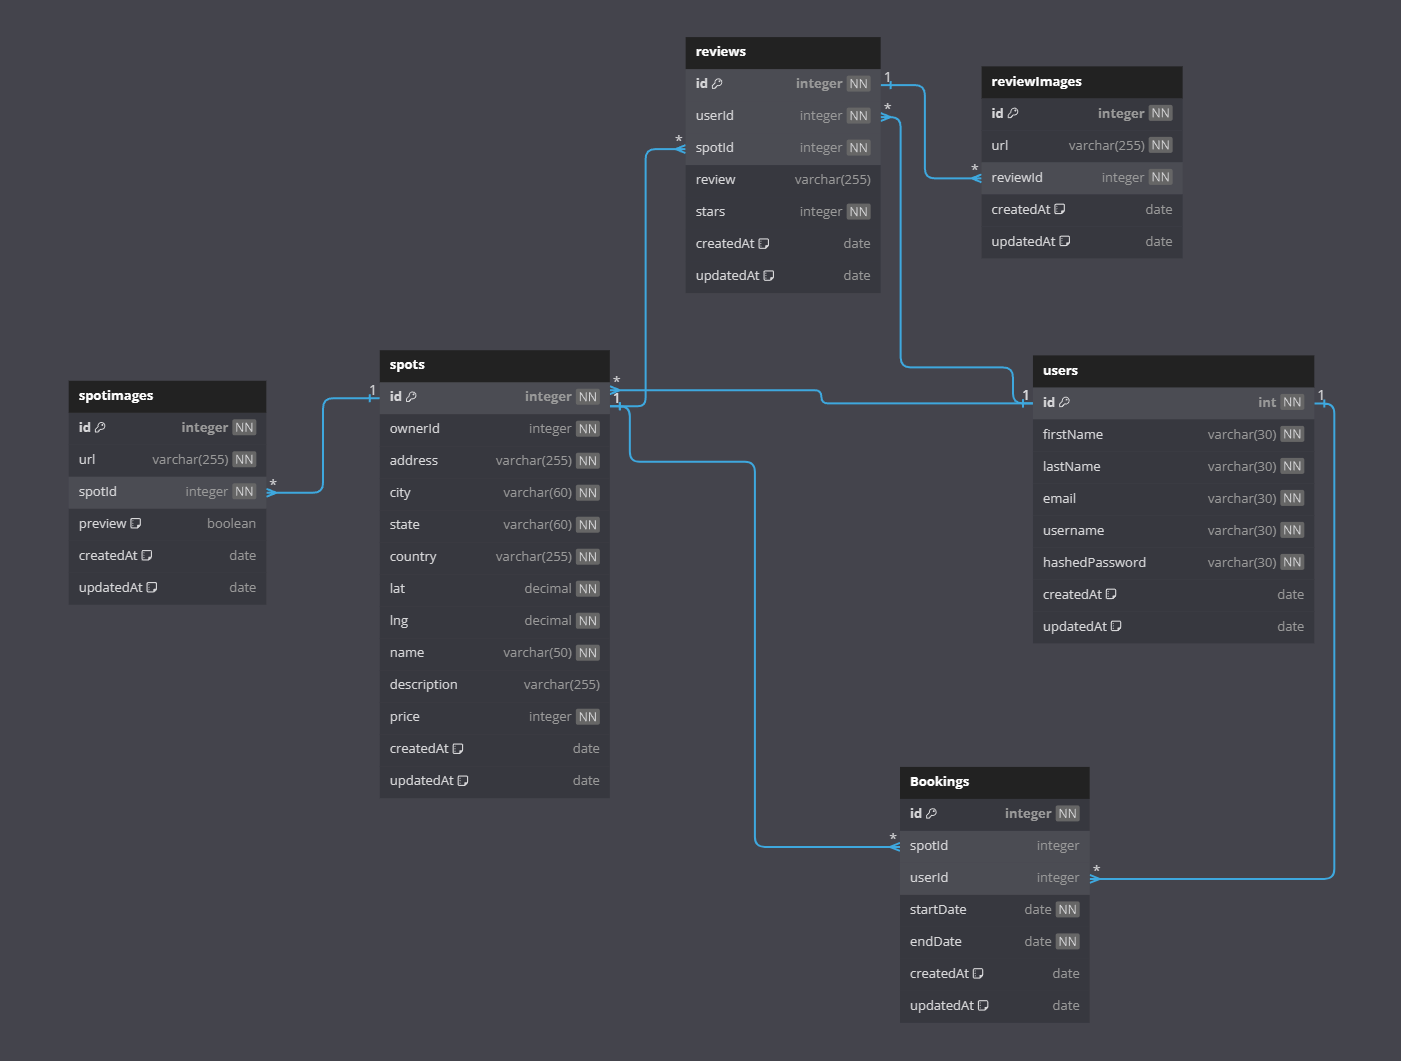 reviews
id integer NN
userId integer NN
spotId integer NN
review varchar(255)
stars integer NN
createdAt date
updatedAt date
1
*
*
reviewImages
id integer NN
url varchar(255) NN
reviewId integer NN
createdAt date
updatedAt date
*
spotimages
id integer NN
url varchar(255) NN
spotId integer NN
preview boolean
createdAt date
updatedAt date
*
1
spots
id integer NN
ownerId integer NN
address varchar(255) NN
city varchar(60) NN
state varchar(60) NN
country varchar(255) NN
lat decimal NN
lng decimal NN
name varchar(50) NN
description varchar(255)
price integer NN
createdAt date
updatedAt date
*
1
users
id int NN
firstName varchar(30) NN
lastName varchar(30) NN
email varchar(30) NN
username varchar(30) NN
hashedPassword varchar(30) NN
createdAt date
updatedAt date
1
1
Bookings
id integer NN
spotId integer
userId integer
startDate date NN
endDate date NN
createdAt date
updatedAt date
*
*